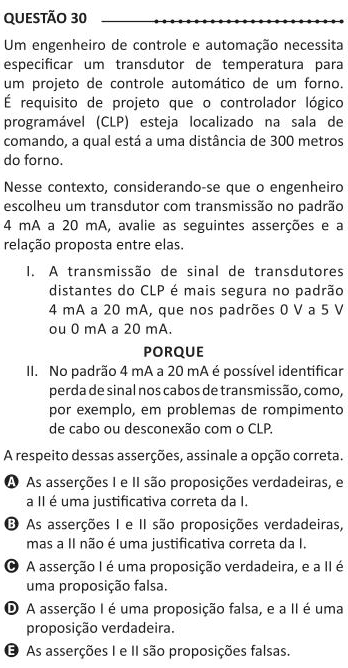 QUESTÃO 30
Um engenheiro de controle e automação necessita
especificar um transdutor de temperatura para
um projeto de controle automático de um forno.
É requisito de projeto que o controlador lógico
programável (CLP) esteja localizado na sala de
comando, a qual está a uma distância de 300 metros
do forno.
Nesse contexto, considerando-se que o engenheiro
escolheu um transdutor com transmissão no padrão
4 mA a 20 mA, avalie as seguintes asserções e a
relação proposta entre elas.
I. A transmissão de sinal de transdutores
distantes do CLP é mais segura no padrão
4 mA a 20 mA, que nos padrões 0 V a 5 V
ou 0 mA a 20 mA.
PORQUE
II. No padrão 4 mA a 20 mA é possível identificar
perda de sinal nos cabos de transmissão, como,
por exemplo, em problemas de rompimento
de cabo ou desconexão com o CLP.
A respeito dessas asserções, assinale a opção correta.
A As asserções I e II são proposições verdadeiras, e
a II é uma justificativa correta da I.
B As asserções I e II são proposições verdadeiras,
mas a II não é uma justificativa correta da I.
C A asserção I é uma proposição verdadeira, e a II é
uma proposição falsa.
D A asserção I é uma proposição falsa, e a II é uma
proposição verdadeira.
E As asserções I e II são proposições falsas.